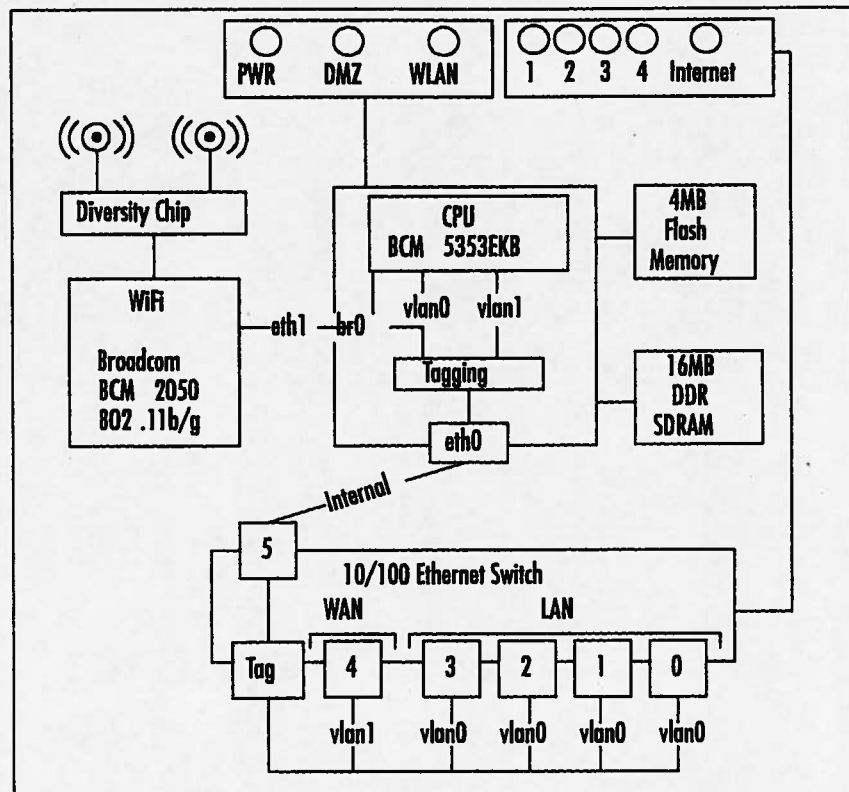 PWR DMZ WLAN
1 2 3 4 Internet
Diversity Chip
CPU
BCM 5353EKB
4MB
Flash
Memory
WiFi
Broadcom
BCM 2050
802 .11b/g
eth1 br0 vlan0 vlan1
Tagging
16MB
DDR
SDRAM
eth0
Internal
5
10/100 Ethernet Switch
WAN LAN
Tag 4 3 2 1 0
vlan1 vlan0 vlan0 vlan0 vlan0